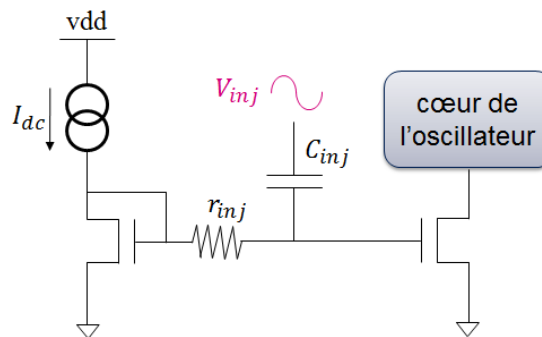 vdd
I_dc
V_inj
C_inj
r_inj
cœur de
l'oscillateur